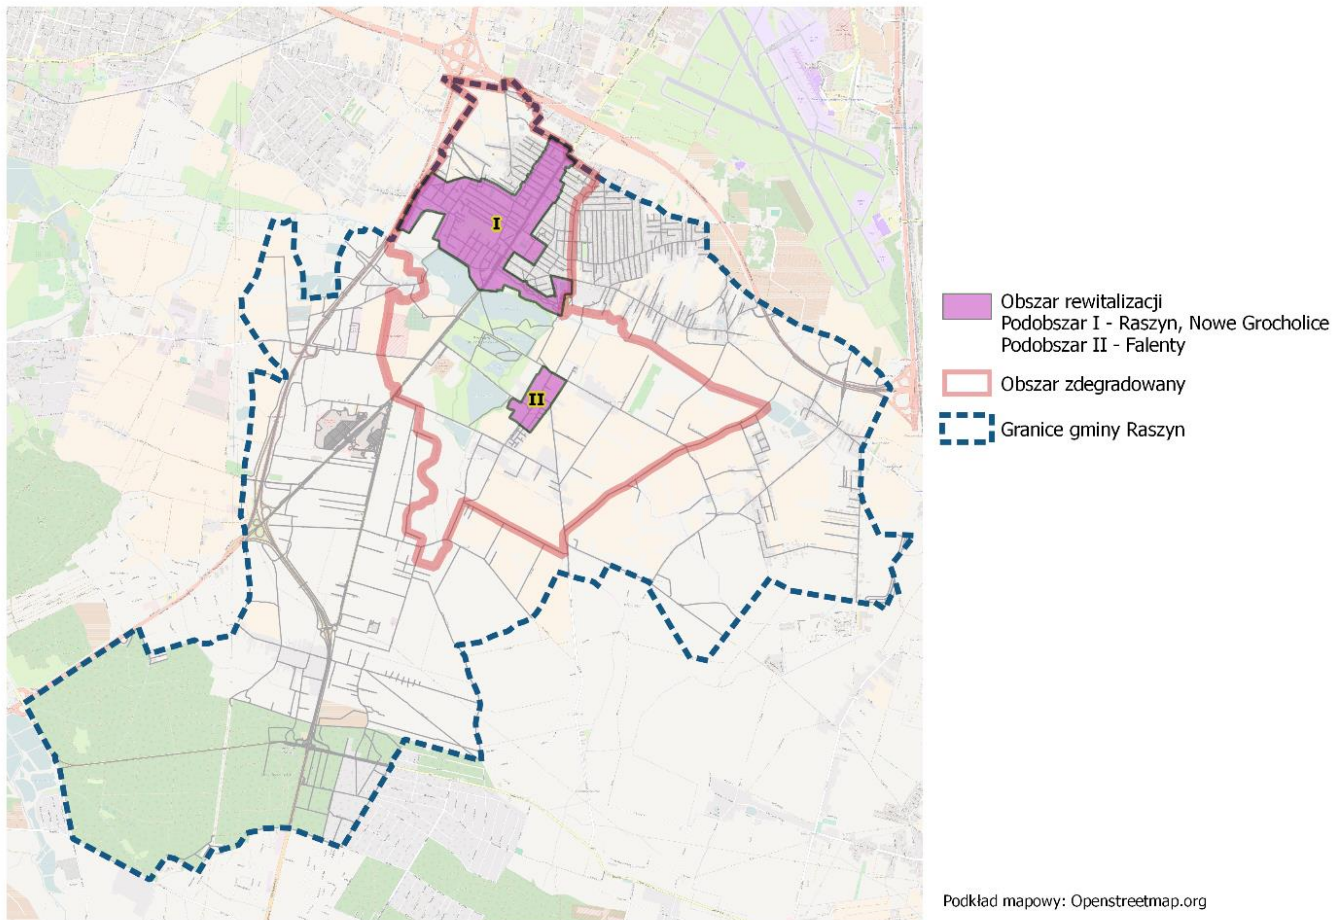 I
II
Obszar rewitalizacji
Podobszar I - Raszyn, Nowe Grocholice
Podobszar II - Falenty
Obszar zdegradowany
Granice gminy Raszyn
Podkład mapowy: Openstreetmap.org